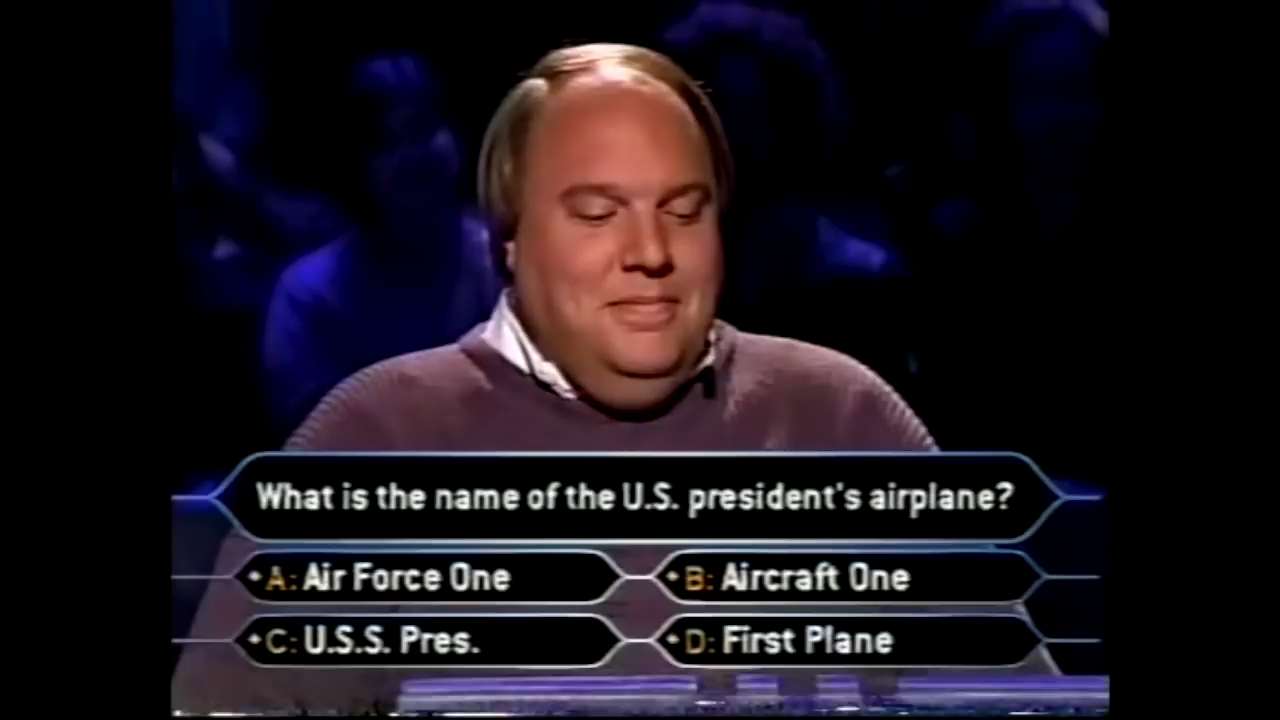 What is the name of the U.S. president's airplane?
A: Air Force One
B: Aircraft One
C: U.S.S. Pres.
D: First Plane